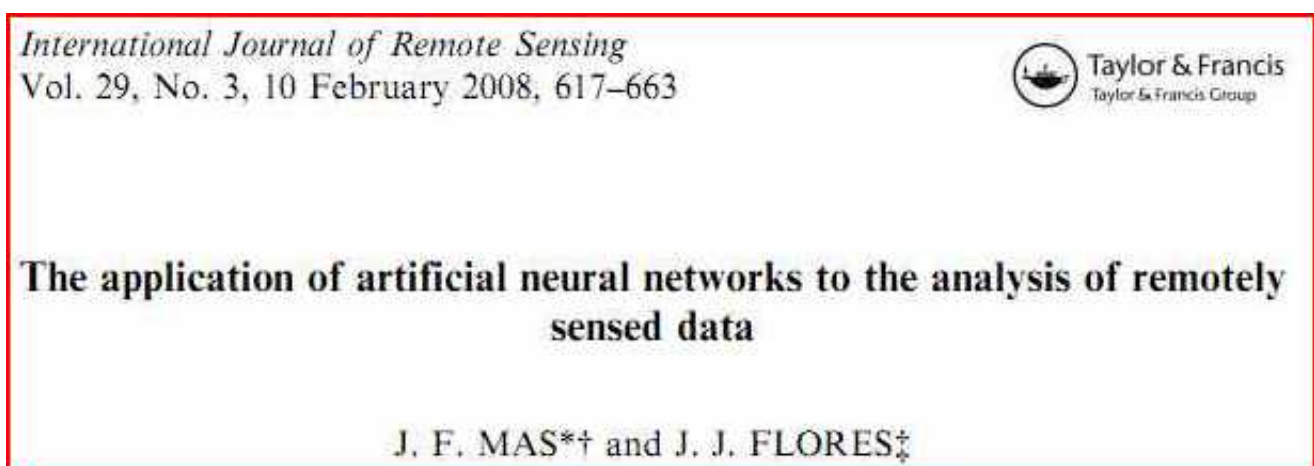 International Journal of Remote Sensing
Vol. 29, No. 3, 10 February 2008, 617–663
Taylor & Francis
Taylor & Francis Group
The application of artificial neural networks to the analysis of remotely
sensed data
J. F. MAS*† and J. J. FLORES‡